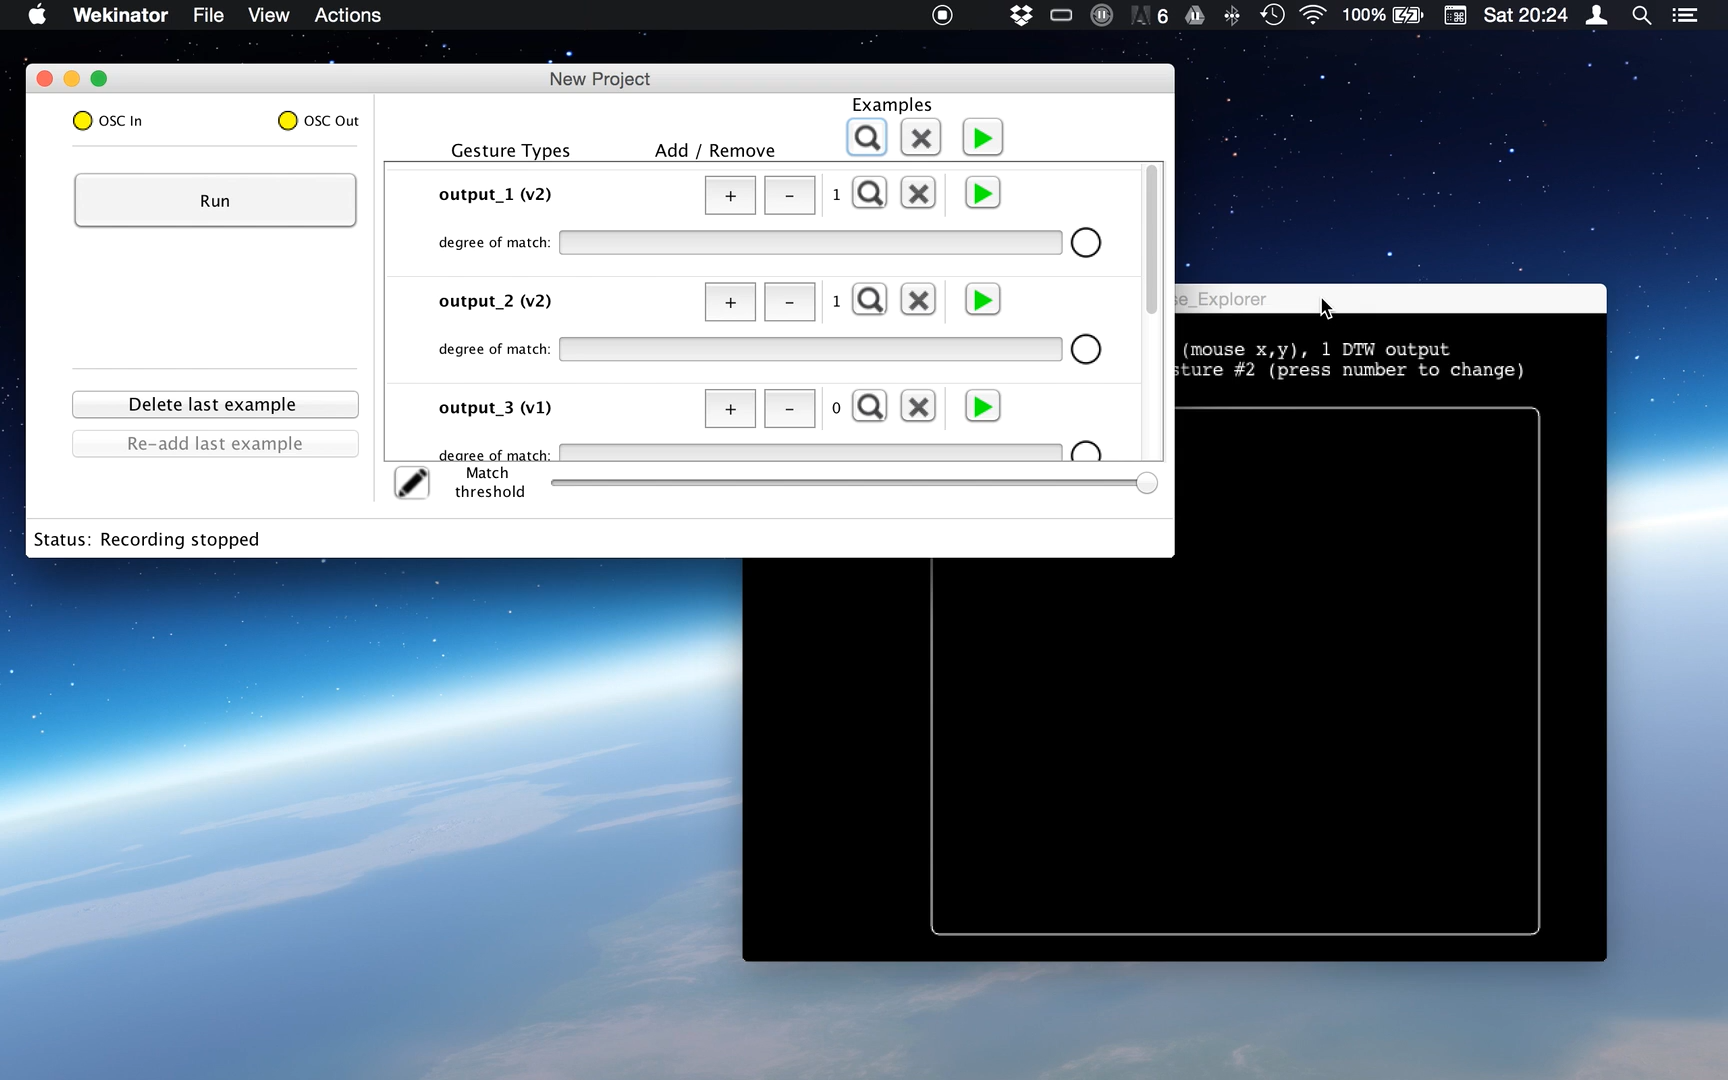 Wekinator File View Actions 6 100% Sat 20:24
New Project
OSC In OSC Out
Examples
Gesture Types Add / Remove
Run
output_1 (v2) + - 1
degree of match:
output_2 (v2) + - 1
degree of match:
output_3 (v1) + - 0
degree of match:
Delete last example
Re-add last example
Match
threshold
Status: Recording stopped
se_Explorer
(mouse x,y), 1 DTW output
sture #2 (press number to change)